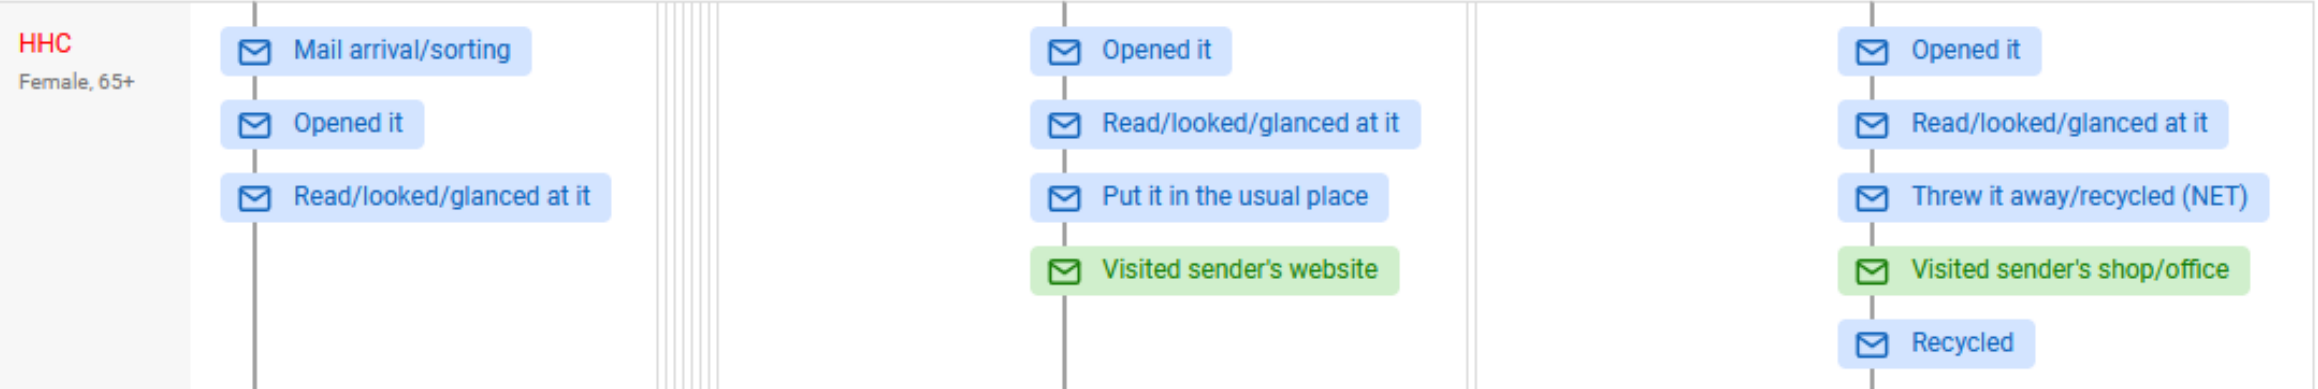 HHC
Female, 65+
Mail arrival/sorting
Opened it
Read/looked/glanced at it
Opened it
Read/looked/glanced at it
Put it in the usual place
Visited sender's website
Opened it
Read/looked/glanced at it
Threw it away/recycled (NET)
Visited sender's shop/office
Recycled